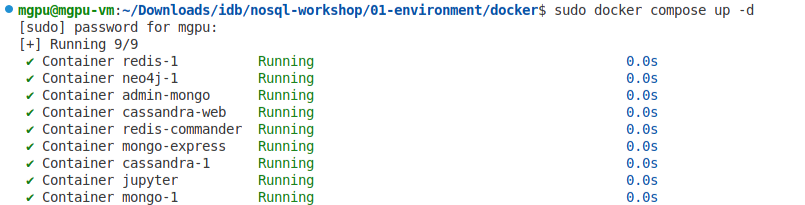 mgpu@mgpu-vm:~/Downloads/idb/nosql-workshop/01-environment/docker$ sudo docker compose up -d
[sudo] password for mgpu:
[+] Running 9/9
✔ Container redis-1 Running 0.0s
✔ Container neo4j-1 Running 0.0s
✔ Container admin-mongo Running 0.0s
✔ Container cassandra-web Running 0.0s
✔ Container redis-commander Running 0.0s
✔ Container mongo-express Running 0.0s
✔ Container cassandra-1 Running 0.0s
✔ Container jupyter Running 0.0s
✔ Container mongo-1 Running 0.0s